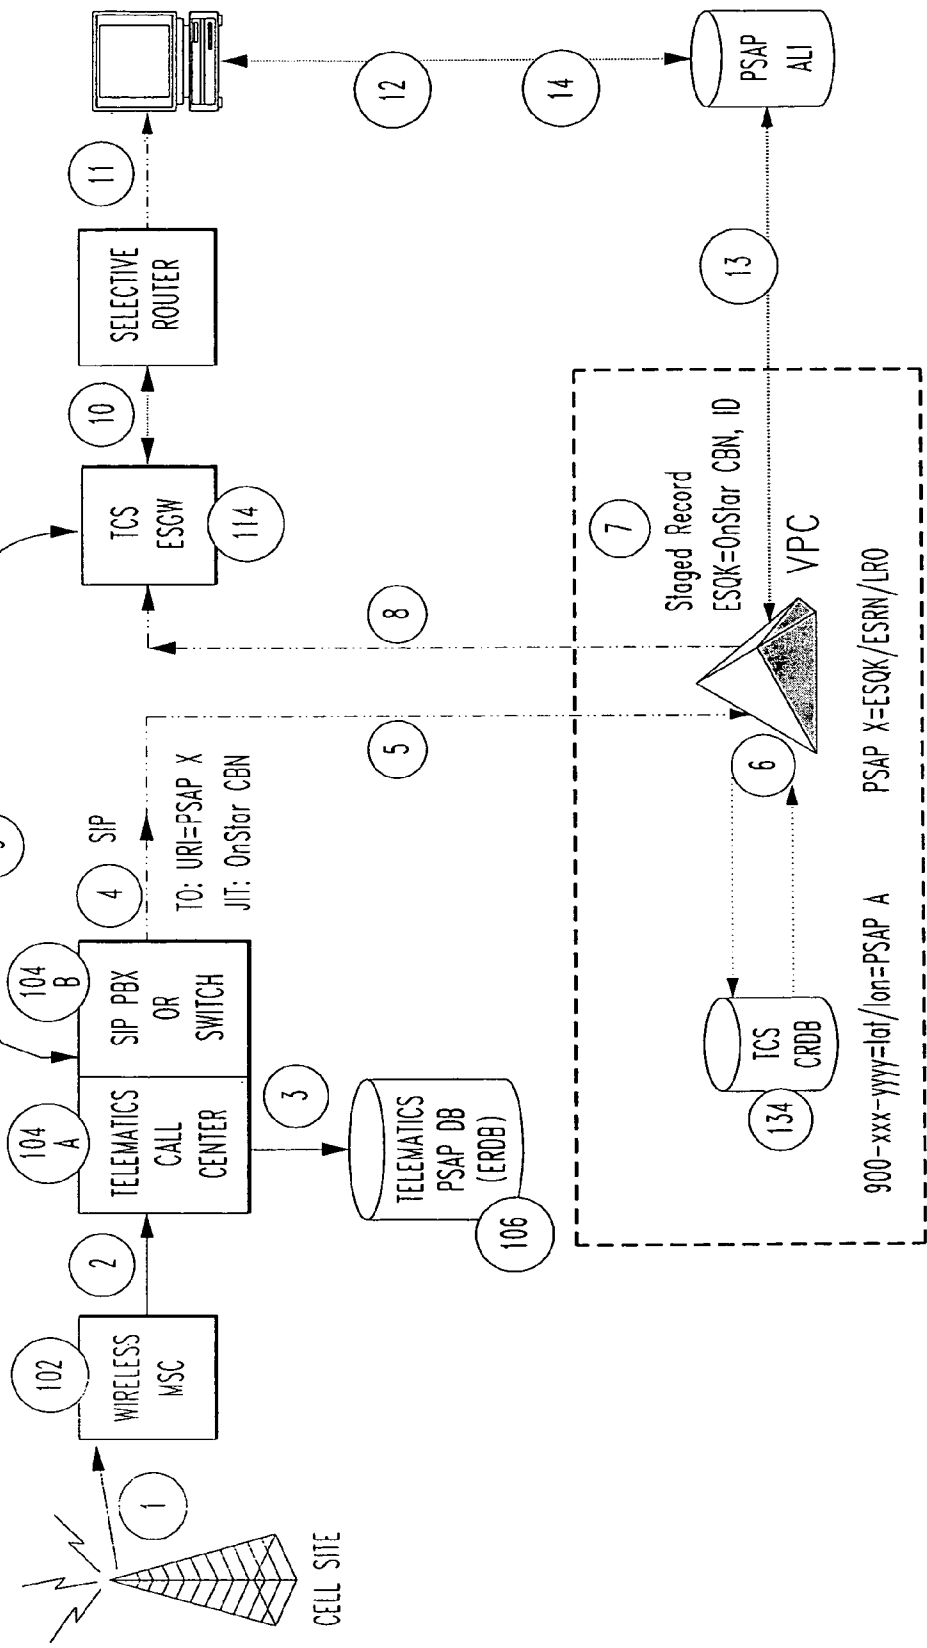 CELL SITE
1
102
WIRELESS
MSC
2
104
A
TELEMATICS
CALL
CENTER
104
B
SIP PBX
OR
SWITCH
3
TELEMATICS
PSAP DB
(ERDB)
106
4
SIP
TO: URI=PSAP X
JIT: OnStar CBN
5
8
TCS
ESGW
114
10
SELECTIVE
ROUTER
11
12
14
PSAP
ALI
13
7
Staged Record
ESQK=OnStar CBN, ID
VPC
6
TCS
CRDB
134
900-xxx-yyyy=lat/lon=PSAP A
PSAP X=ESQK/ESRN/LRO